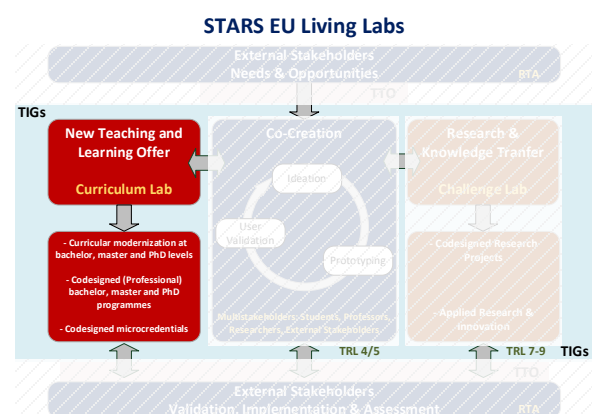 STARS EU Living Labs
External Stakeholders
Needs & Opportunities
RTA
TTO
TIGs
New Teaching and
Learning Offer
Curriculum Lab
Co-Creation
Research &
Knowledge Tranfer
Challenge Lab
Ideation
User
Validation
Prototyping
- Curricular modernization at
bachelor, master and PhD levels
- Codesigned (Professional)
bachelor, master and PhD
programmes
- Codesigned microcredentials
Multistakeholders: Students, Professors,
Researchers, External Stakeholders
- Codesigned Research
Projects
- Applied Research &
innovation
TRL 4/5
TRL 7-9
TIGs
TTO
External Stakeholders
Validation, Implementation & Assessment
RTA